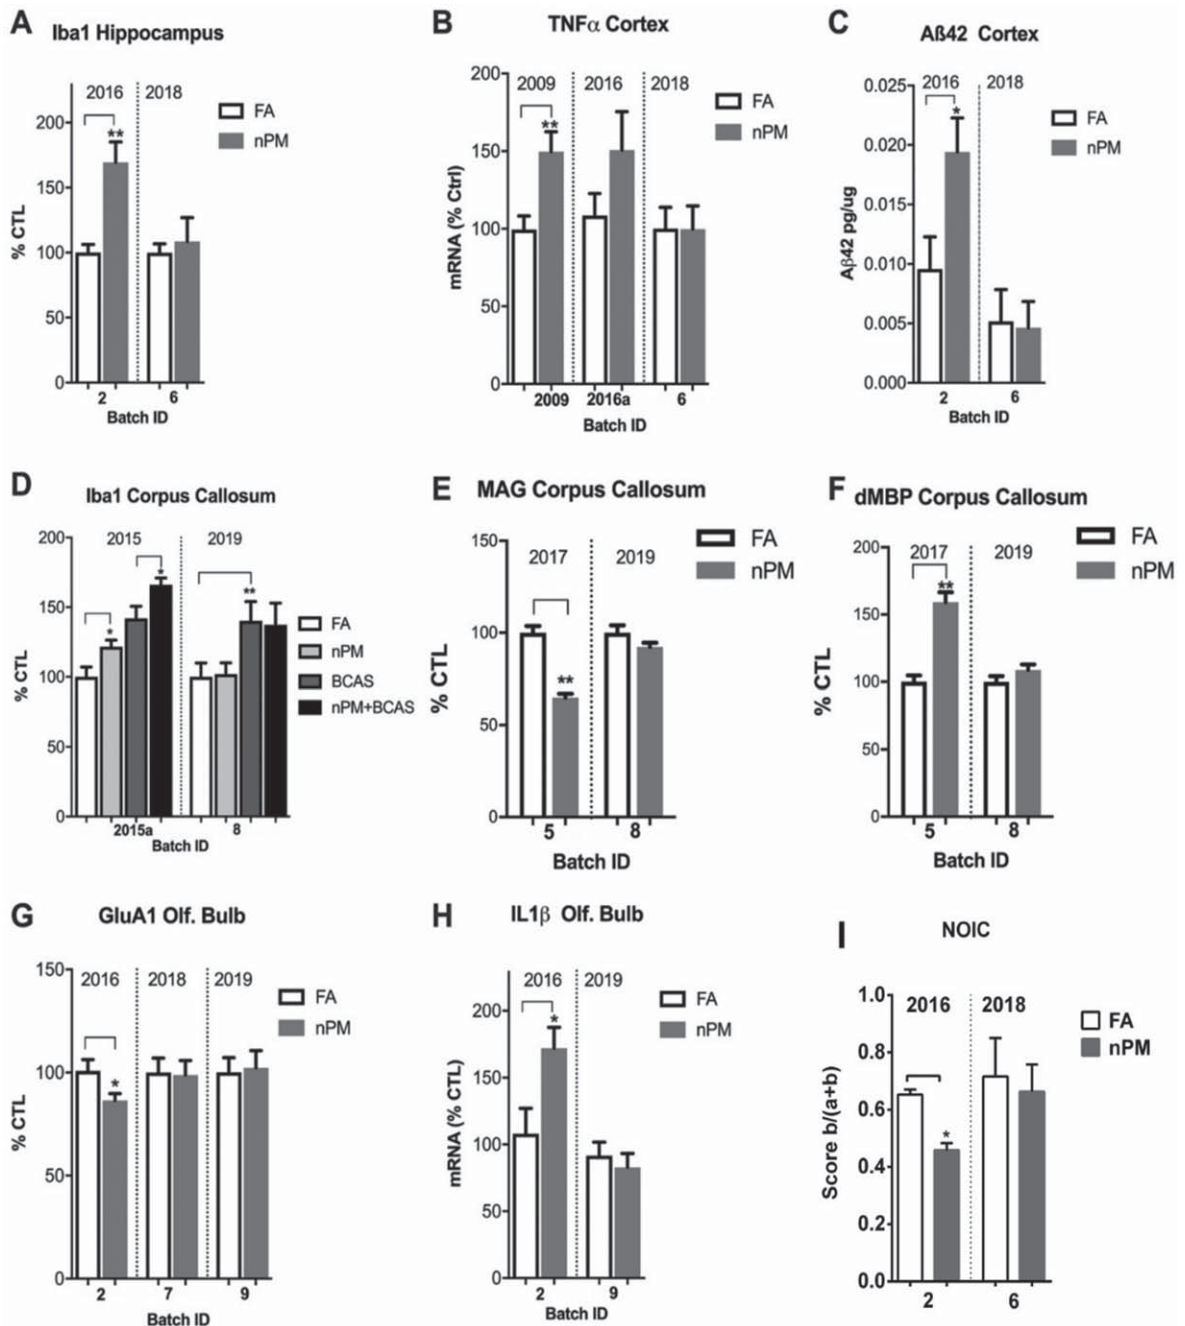 A Iba1 Hippocampus
2016 2018
FA
nPM
**
200
150
100
50
0
% CTL
2 6
Batch ID
B TNFα Cortex
2009 2016 2018
FA
nPM
**
200
150
100
50
0
mRNA (% Ctrl)
2009 2016a 6
Batch ID
C Aß42 Cortex
2016 2018
FA
nPM
*
0.025
0.020
0.015
0.010
0.005
0.000
Aβ42 pg/ug
2 6
Batch ID
D Iba1 Corpus Callosum
2015 2019
* * **
FA
nPM
BCAS
nPM+BCAS
200
150
100
50
0
% CTL
2015a 8
Batch ID
E MAG Corpus Callosum
2017 2019
FA
nPM
**
150
100
50
0
% CTL
5 8
Batch ID
F dMBP Corpus Callosum
2017 2019
FA
nPM
**
200
150
100
50
0
% CTL
5 8
Batch ID
G GluA1 Olf. Bulb
2016 2018 2019
FA
nPM
*
150
100
50
0
% CTL
2 7 9
Batch ID
H IL1β Olf. Bulb
2016 2019
FA
nPM
*
200
150
100
50
0
mRNA (% CTL)
2 9
Batch ID
I NOIC
2016 2018
FA
nPM
*
1.0
0.8
0.6
0.4
0.2
0.0
Score b/(a+b)
2 6